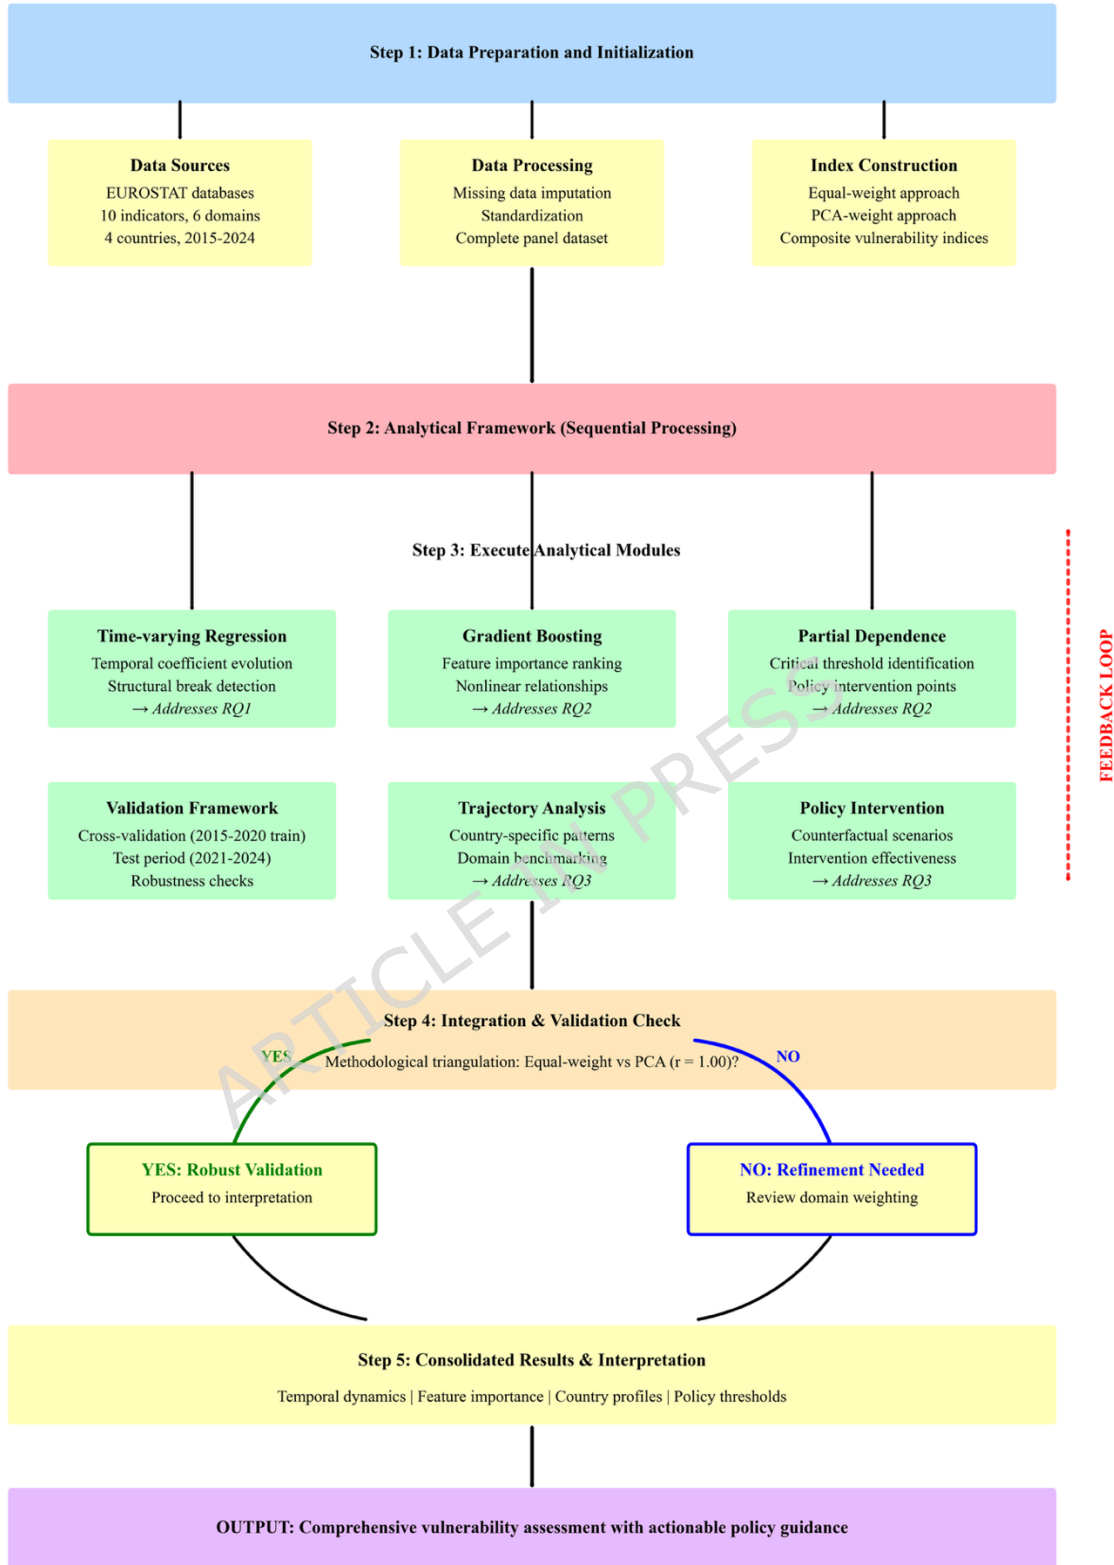 Step 1: Data Preparation and Initialization
Data Sources
EUROSTAT databases
10 indicators, 6 domains
4 countries, 2015-2024
Data Processing
Missing data imputation
Standardization
Complete panel dataset
Index Construction
Equal-weight approach
PCA-weight approach
Composite vulnerability indices
Step 2: Analytical Framework (Sequential Processing)
Step 3: Execute Analytical Modules
Time-varying Regression
Temporal coefficient evolution
Structural break detection
→ Addresses RQ1
Gradient Boosting
Feature importance ranking
Nonlinear relationships
→ Addresses RQ2
Partial Dependence
Critical threshold identification
Policy intervention points
→ Addresses RQ2
FEEDBACK LOOP
Validation Framework
Cross-validation (2015-2020 train)
Test period (2021-2024)
Robustness checks
Trajectory Analysis
Country-specific patterns
Domain benchmarking
→ Addresses RQ3
Policy Intervention
Counterfactual scenarios
Intervention effectiveness
→ Addresses RQ3
ARTICLE IN PRESS
Step 4: Integration & Validation Check
YES
Methodological triangulation: Equal-weight vs PCA (r = 1.00)?
NO
YES: Robust Validation
Proceed to interpretation
NO: Refinement Needed
Review domain weighting
Step 5: Consolidated Results & Interpretation
Temporal dynamics | Feature importance | Country profiles | Policy thresholds
OUTPUT: Comprehensive vulnerability assessment with actionable policy guidance